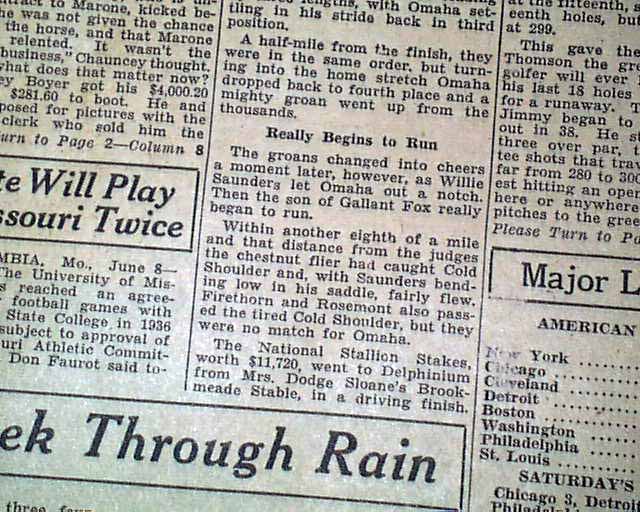 tract to Marone, kicked be-
he was not given the chance
the horse, and that Marone
relented. It wasn't the
business," Chauncey thought.
what does that matter now?
ey Boyer got his $4,000.20
$281.60 to boot. He and
posed for pictures with the
clerk who sold him the
urn to Page 2—Column 8
te Will Play
ssouri Twice
MBIA, Mo., June 8—
The University of Mis-
s reached an agree-
football games with
State College in 1936
subject to approval of
uri Athletic Commit-
Don Faurot said to-
lengths, with Omaha set-
tling in his stride back in third
position.
A half-mile from the finish, they
were in the same order, but turn-
ing into the home stretch Omaha
dropped back to fourth place and a
mighty groan went up from the
thousands.
Really Begins to Run
The groans changed into cheers
a moment later, however, as Willie
Saunders let Omaha out a notch.
Then the son of Gallant Fox really
began to run.
Within another eighth of a mile
and that distance from the judges
the chestnut flier had caught Cold
Shoulder and, with Saunders bend-
ing low in his saddle, fairly flew.
Firethorn and Rosemont also pass-
ed the tired Cold Shoulder, but they
were no match for Omaha.
The National Stallion Stakes,
worth $11,720, went to Delphinium
from Mrs. Dodge Sloane's Brook-
meade Stable, in a driving finish.
ek Through Rain
three four
at the fifteenth,
eenth holes, bu
at 299.
This gave the
Thomson the gre
golfer will ever
his last 18 holes
for a runaway. T
Jimmy began to
out in 38. He s
three over par, t
tee shots that tra
far from 280 to 300
est hitting an ope
here or anywhere
pitches to the gree
Please Turn to Pa
Major L
AMERICAN
New York
Chicago
Cleveland
Detroit
Boston
Washington
Philadelphia
St. Louis
SATURDAY'S
Chicago 3, Detroit
Philadelphia